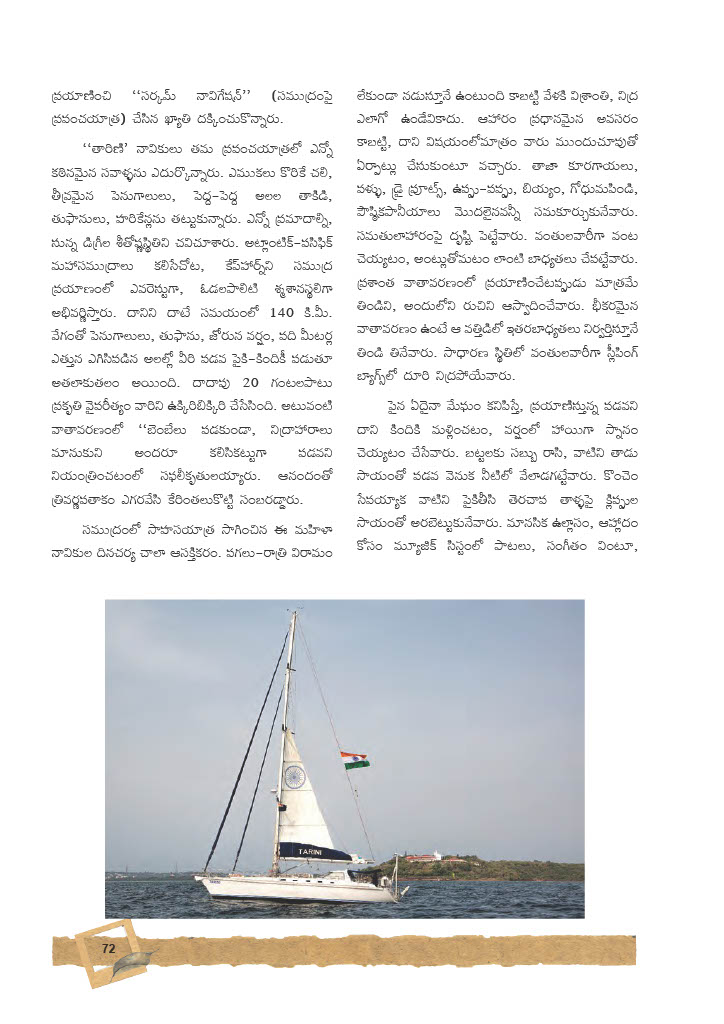 ప్రయాణించి ‘‘సర్కమ్ నావిగేషన్’’ (సముద్రంపై
ప్రపంచయాత్ర) చేసిన ఖ్యాతి దక్కించుకొన్నారు.
‘‘తారిణి’ నావికులు తమ ప్రపంచయాత్రలో ఎన్నో
కఠినమైన సవాళ్ళను ఎదుర్కొన్నారు. ఎముకలు కొరికే చలి,
తీవ్రమైన పెనుగాలులు, పెద్ద-పెద్ద అలల తాకిడి,
తుఫానులు, హరికేన్లను తట్టుకున్నారు. ఎన్నో ప్రమాదాల్ని,
సున్న డిగ్రీల శీతోష్ణస్థితిని చవిచూశారు. అట్లాంటిక్-పసిఫిక్
మహాసముద్రాలు కలిసేచోట, కేప్‌హార్న్‌ని సముద్ర
ప్రయాణంలో ఎవరెస్టుగా, ఓడలపాలిటి శ్మశానస్థలిగా
అభివర్ణిస్తారు. దానిని దాటే సమయంలో 140 కి.మీ.
వేగంతో పెనుగాలులు, తుఫాను, జోరున వర్షం, పది మీటర్ల
ఎత్తున ఎగిసిపడిన అలల్లో వీరి పడవ పైకి-కిందికీ పడుతూ
అతలాకుతలం అయింది. దాదాపు 20 గంటలపాటు
ప్రకృతి వైపరీత్యం వారిని ఉక్కిరిబిక్కిరి చేసేసింది. అటువంటి
వాతావరణంలో ‘‘బెంబేలు పడకుండా, నిద్రాహారాలు
మానుకుని అందరూ కలిసికట్టుగా పడవని
నియంత్రించటంలో సఫలీకృతులయ్యారు. ఆనందంతో
త్రివర్ణపతాకం ఎగరవేసి కేరింతలుకొట్టి సంబరపడ్డారు.
సముద్రంలో సాహసయాత్ర సాగించిన ఈ మహిళా
నావికుల దినచర్య చాలా ఆసక్తికరం. పగలు-రాత్రి విరామం
లేకుండా నడుస్తూనే ఉంటుంది కాబట్టి వేళకి విశ్రాంతి, నిద్ర
ఎలాగో ఉండేవికాదు. ఆహారం ప్రధానమైన అవసరం
కాబట్టి, దాని విషయంలోమాత్రం వారు ముందుచూపుతో
ఏర్పాట్లు చేసుకుంటూ వచ్చారు. తాజా కూరగాయలు,
పళ్ళు, డ్రై ఫ్రూట్స్, ఉప్పు-పప్పు, బియ్యం, గోధుమపిండి,
పౌష్ఠికపానీయాలు మొదలైనవన్నీ సమకూర్చుకునేవారు.
సమతులాహారంపై దృష్టి పెట్టేవారు. వంతులవారీగా వంట
చెయ్యటం, అంట్లుతోమటం లాంటి బాధ్యతలు చేపట్టేవారు.
ప్రశాంత వాతావరణంలో ప్రయాణించేటప్పుడు మాత్రమే
తిండిని, అందులోని రుచిని ఆస్వాదించేవారు. భీకరమైన
వాతావరణం ఉంటే ఆ వత్తిడిలో ఇతరబాధ్యతలు నిర్వర్తిస్తూనే
తిండి తినేవారు. సాధారణ స్థితిలో వంతులవారీగా స్లీపింగ్
బ్యాగ్స్‌లో దూరి నిద్రపోయేవారు.
పైన ఏదైనా మేఘం కనిపిస్తే, ప్రయాణిస్తున్న పడవని
దాని కిందికి మళ్లించటం, వర్షంలో హాయిగా స్నానం
చెయ్యటం చేసేవారు. బట్టలకు సబ్బు రాసి, వాటిని తాడు
సాయంతో పడవ వెనుక నీటిలో వేలాడగట్టేవారు. కొంచెం
సేపయ్యాక వాటిని పైకితీసి తెరచాప తాళ్ళపై క్లిప్పుల
సాయంతో ఆరబెట్టుకునేవారు. మానసిక ఉల్లాసం, ఆహ్లాదం
కోసం మ్యూజిక్ సిస్టంలో పాటలు, సంగీతం వింటూ,
TARINI
72